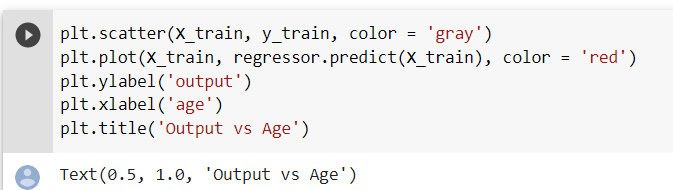 plt.scatter(X_train, y_train, color = 'gray')
plt.plot(X_train, regressor.predict(X_train), color = 'red')
plt.ylabel('output')
plt.xlabel('age')
plt.title('Output vs Age')
Text(0.5, 1.0, 'Output vs Age')